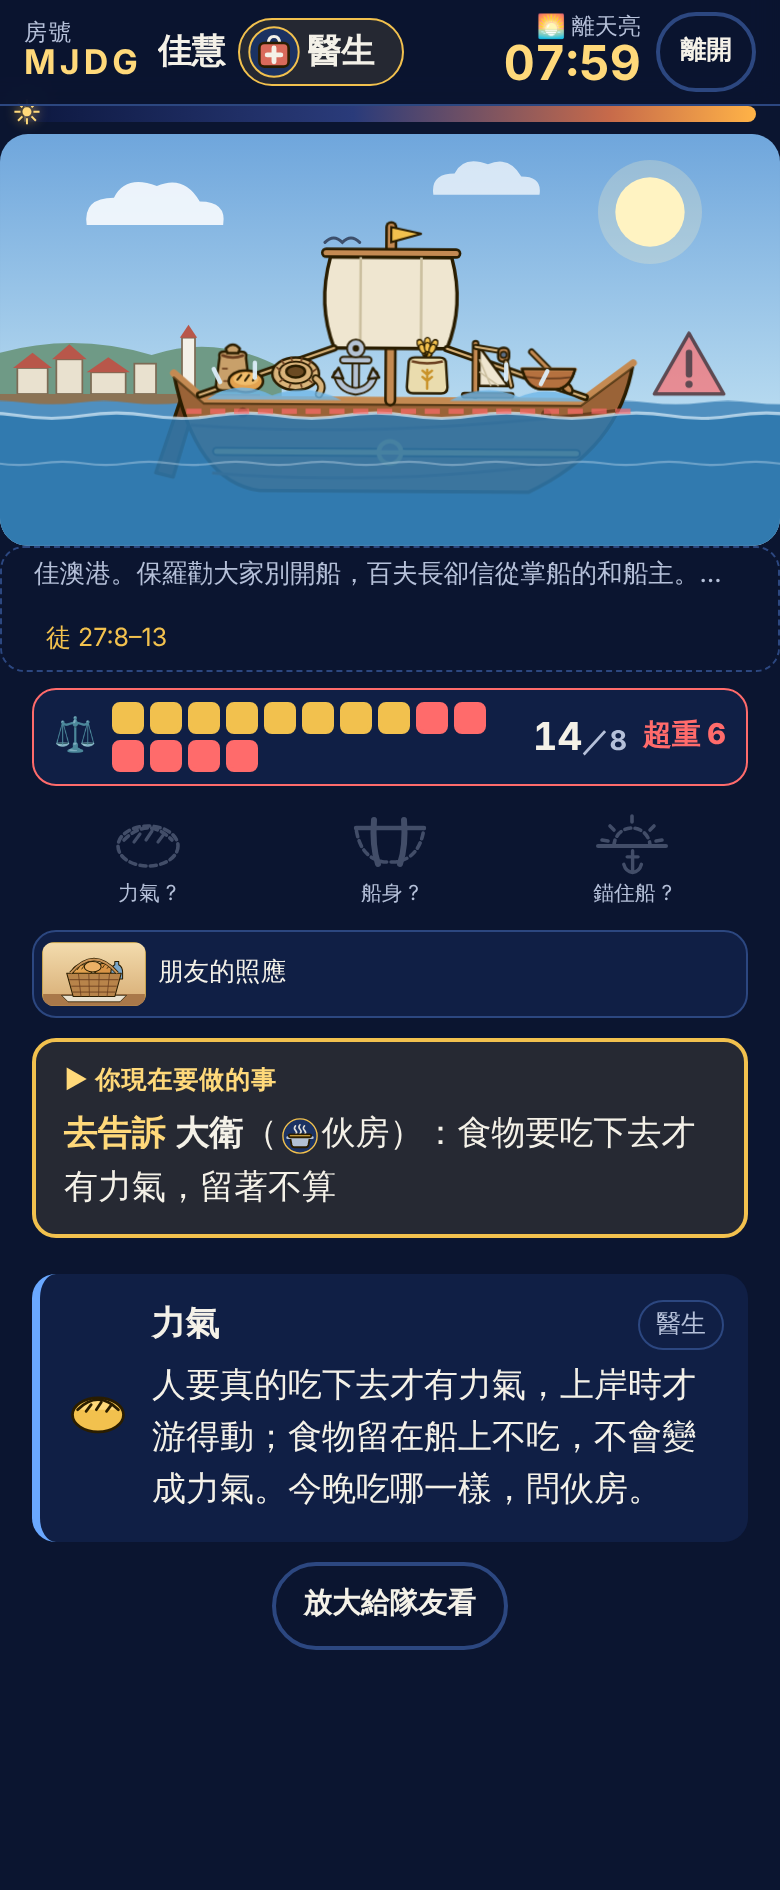 房號
MJDG 佳慧 醫生
離天亮
07:59
離開
佳澳港。保羅勸大家別開船，百夫長卻信從掌船的和船主。...
徒 27:8–13
14／8 超重 6
力氣？ 船身？ 錨住船？
朋友的照應
▶ 你現在要做的事
去告訴 大衛（伙房）：食物要吃下去才
有力氣，留著不算
力氣 醫生
人要真的吃下去才有力氣，上岸時才
游得動；食物留在船上不吃，不會變
成力氣。今晚吃哪一樣，問伙房。
放大給隊友看